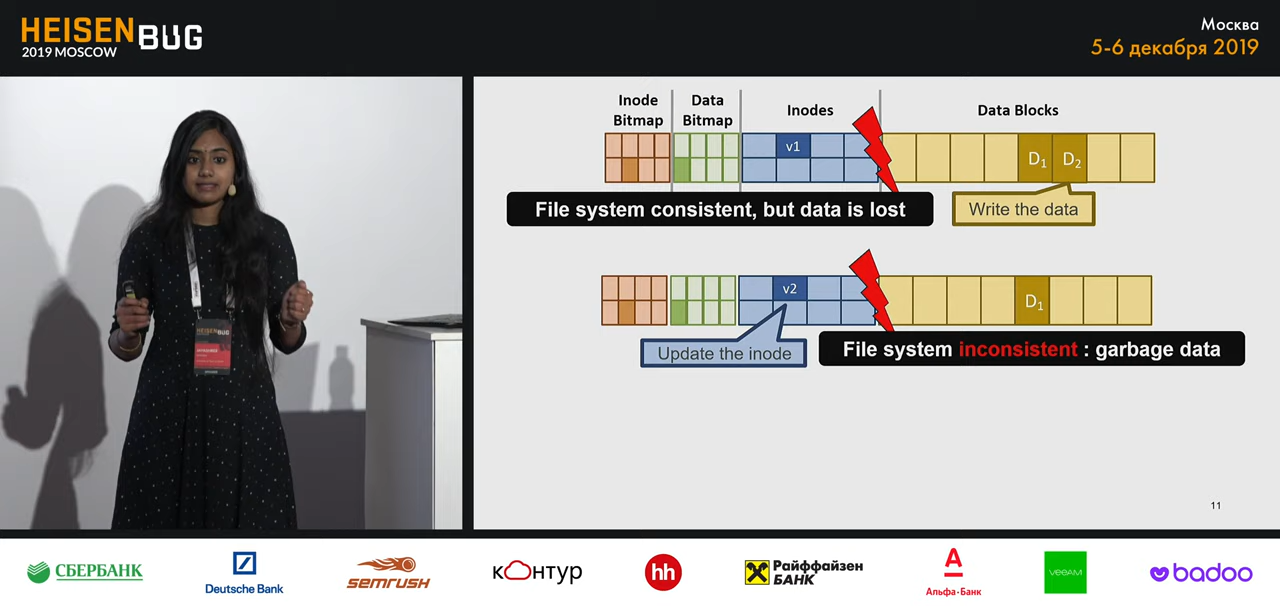 HEISEN
BUG
2019 MOSCOW
Москва
5-6 декабря 2019
Inode
Bitmap
Data
Bitmap
Inodes
Data Blocks
v1
D1
D2
File system consistent, but data is lost
Write the data
v2
D1
Update the inode
File system inconsistent : garbage data
11
HEISENBUG
СБЕРБАНК
Deutsche Bank
semrush
контур
hh
Райффайзен
БАНК
А
Альфа·Банк
veeAM
badoo